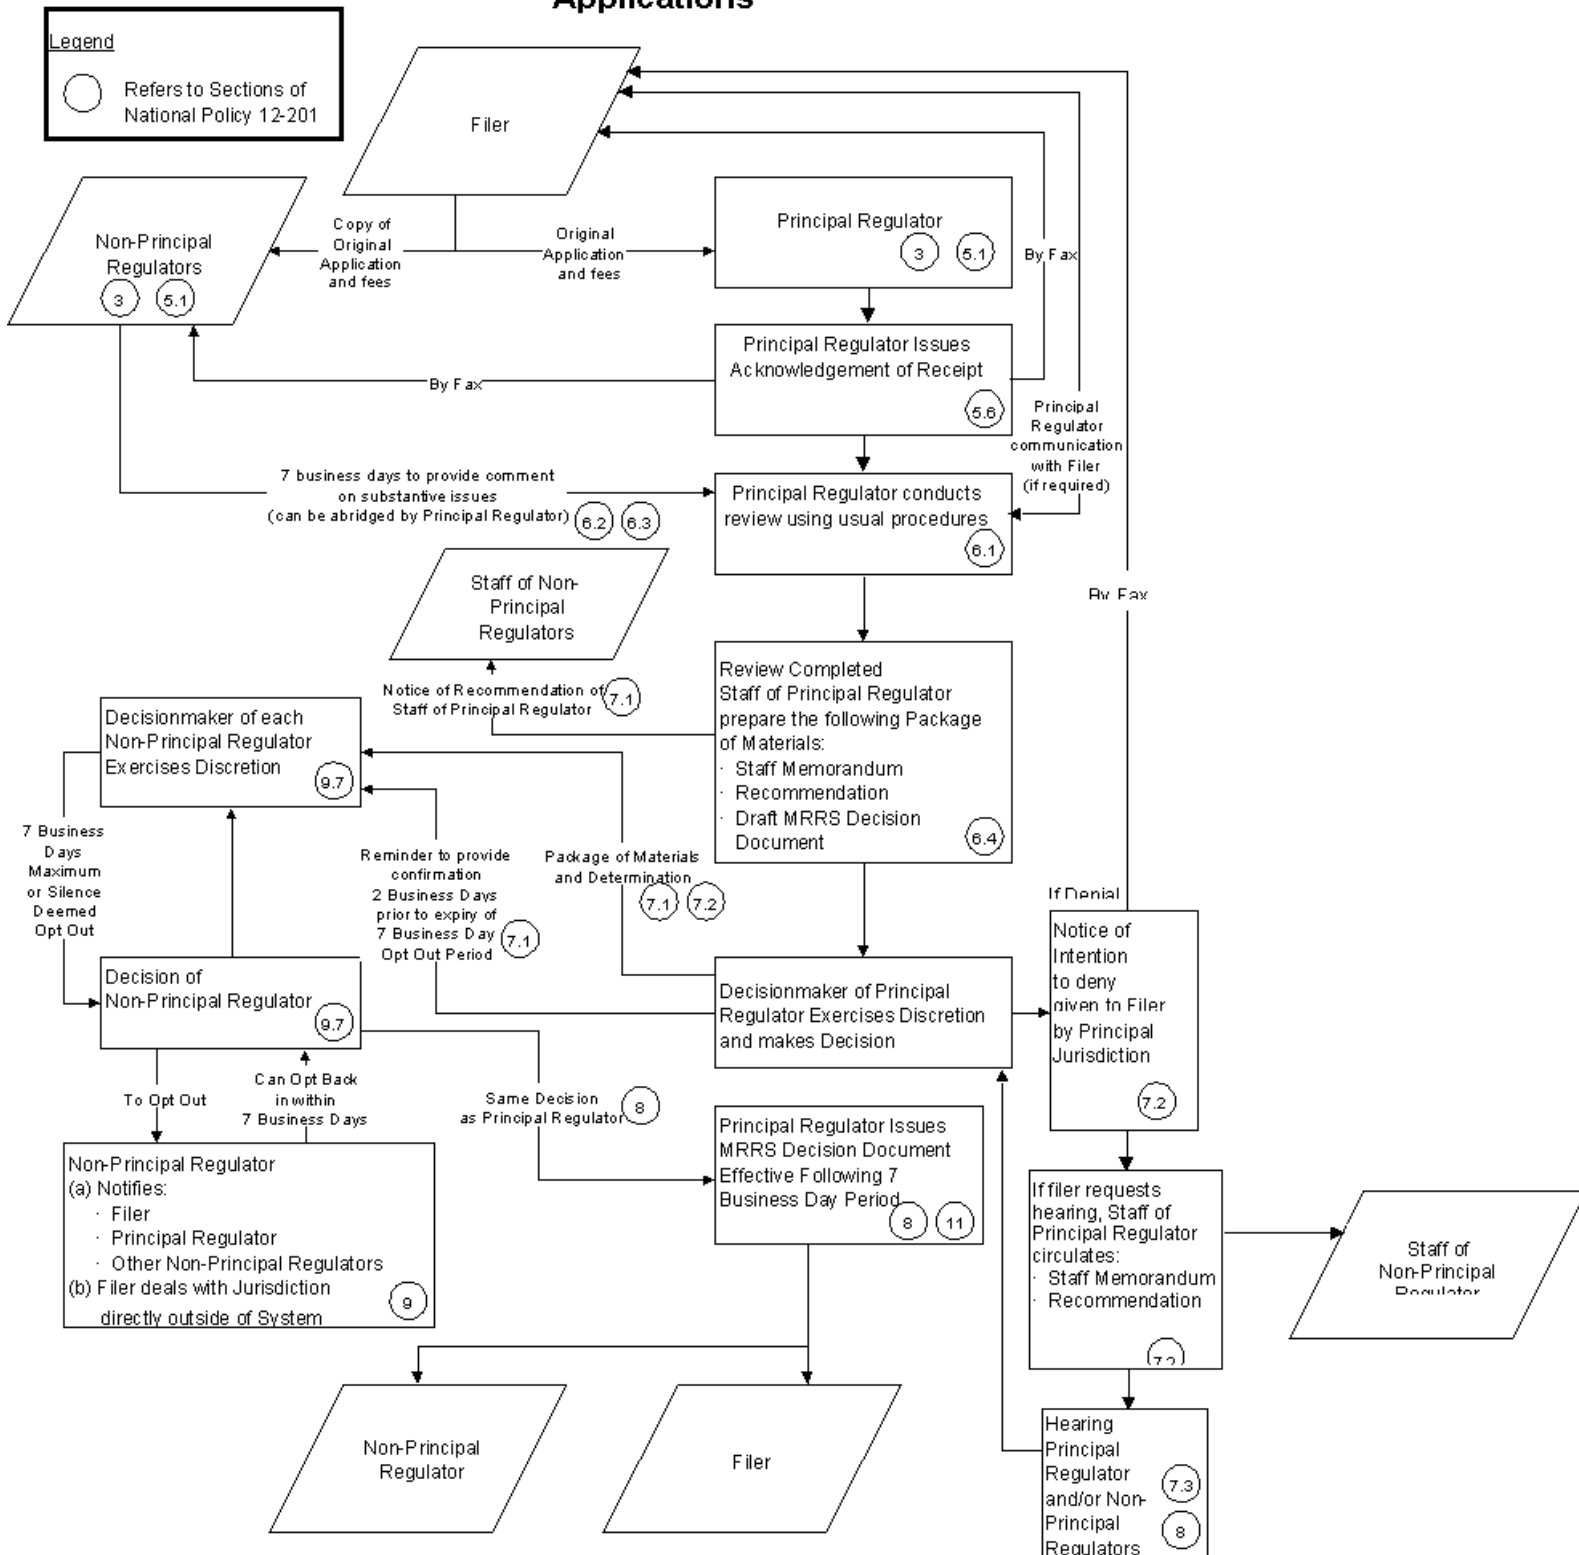 Applications
Legend
Refers to Sections of
National Policy 12-201
Filer
Non-Principal
Regulators
3
5.1
Copy of
Original
Application
and fees
Original
Application
and fees
Principal Regulator
3
5.1
By Fax
Principal Regulator Issues
Acknowledgement of Receipt
5.6
By Fax
Principal
Regulator
communication
with Filer
(if required)
7 business days to provide comment
on substantive issues
(can be abridged by Principal Regulator)
6.2
6.3
Principal Regulator conducts
review using usual procedures
6.1
Staff of Non-
Principal
Regulators
By Fax
Notice of Recommendation of
Staff of Principal Regulator
7.1
Review Completed
Staff of Principal Regulator
prepare the following Package
of Materials:
· Staff Memorandum
· Recommendation
· Draft MRRS Decision
Document
6.4
Decisionmaker of each
Non-Principal Regulator
Exercises Discretion
9.7
7 Business
Days
Maximum
or Silence
Deemed
Opt Out
Reminder to provide
confirmation
2 Business Days
prior to expiry of
7 Business Day
Opt Out Period
7.1
Package of Materials
and Determination
7.1
7.2
If Denial
Notice of
Intention
to deny
given to Filer
by Principal
Jurisdiction
7.2
Decision of
Non-Principal Regulator
9.7
Decisionmaker of Principal
Regulator Exercises Discretion
and makes Decision
To Opt Out
Can Opt Back
in within
7 Business Days
Same Decision
as Principal Regulator
8
Principal Regulator Issues
MRRS Decision Document
Effective Following 7
Business Day Period
8
11
Non-Principal Regulator
(a) Notifies:
· Filer
· Principal Regulator
· Other Non-Principal Regulators
(b) Filer deals with Jurisdiction
directly outside of System
9
If filer requests
hearing, Staff of
Principal Regulator
circulates:
· Staff Memorandum
· Recommendation
7.2
Staff of
Non-Principal
Regulator
Non-Principal
Regulator
Filer
Hearing
Principal
Regulator
and/or Non-
Principal
Regulators
7.3
8